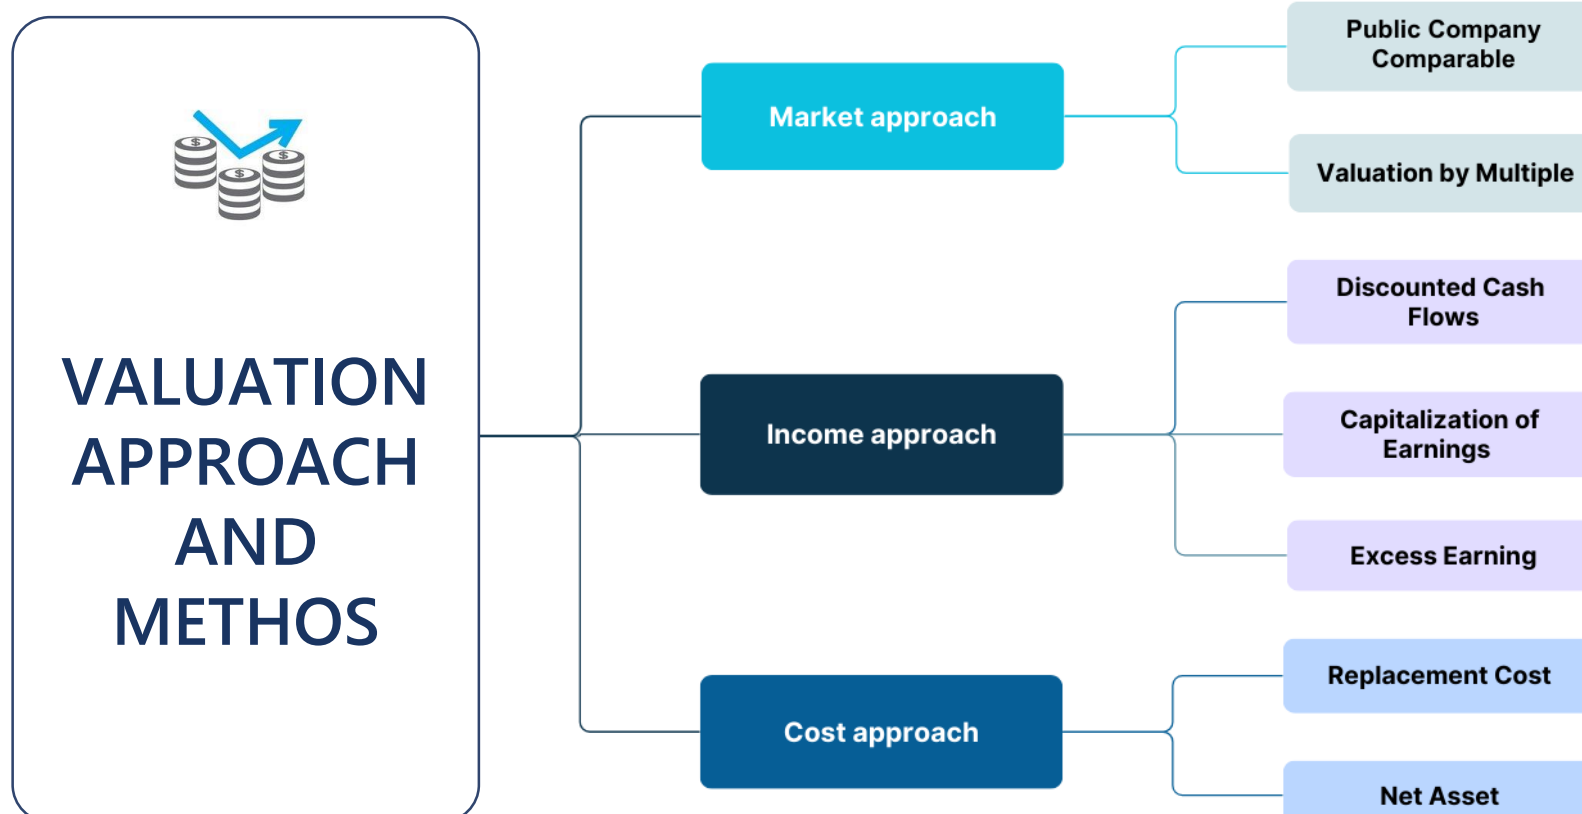 VALUATION
APPROACH
AND
METHOS
Market approach
Public Company
Comparable
Valuation by Multiple
Income approach
Discounted Cash
Flows
Capitalization of
Earnings
Excess Earning
Cost approach
Replacement Cost
Net Asset